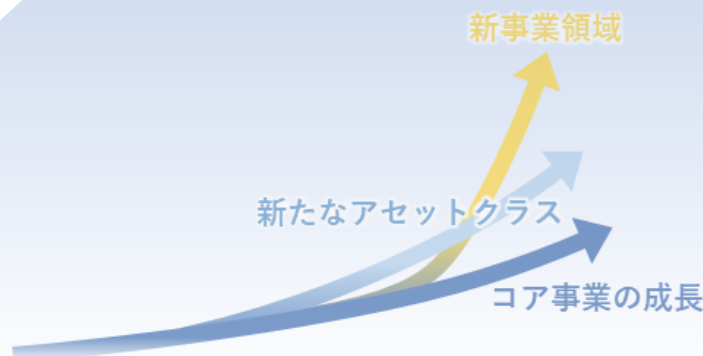 新事業領域
新たなアセットクラス
コア事業の成長